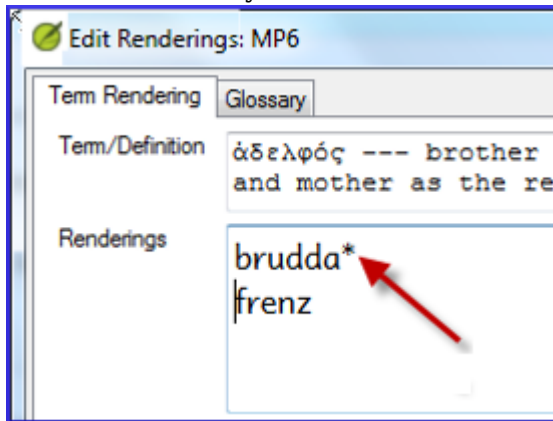 Edit Renderings: MP6
Term Rendering Glossary
Term/Definition ἀδελφός --- brother
and mother as the re
Renderings brudda*
frenz